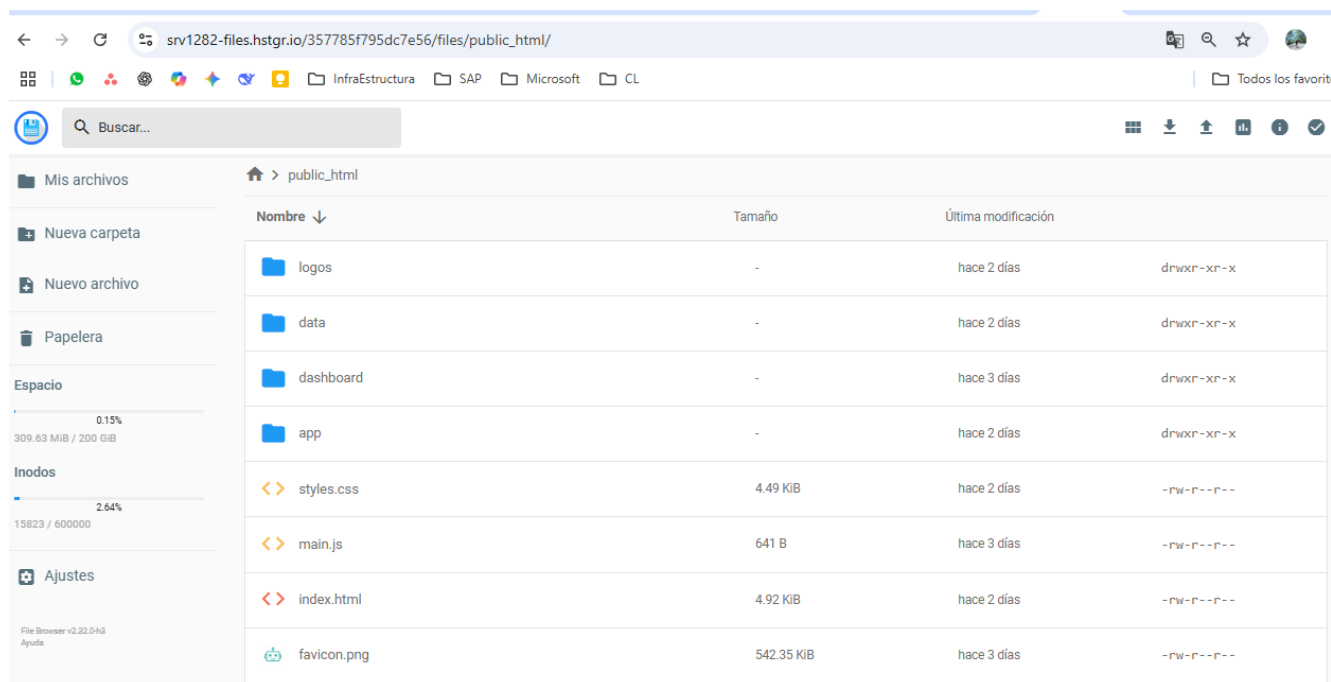 srv1282-files.hstgr.io/357785f795dc7e56/files/public_html/
InfraEstructura SAP Microsoft CL Todos los favorit
Buscar...
Mis archivos
Nueva carpeta
Nuevo archivo
Papelera
Espacio
0.15%
309.63 MiB / 200 GiB
Inodos
2.64%
15823 / 600000
Ajustes
File Browser v2.32.0-h3
Ayuda
public_html
Nombre Tamaño Última modificación
logos - hace 2 días drwxr-xr-x
data - hace 2 días drwxr-xr-x
dashboard - hace 3 días drwxr-xr-x
app - hace 2 días drwxr-xr-x
styles.css 4.49 KiB hace 2 días -rw-r--r--
main.js 641 B hace 3 días -rw-r--r--
index.html 4.92 KiB hace 2 días -rw-r--r--
favicon.png 542.35 KiB hace 3 días -rw-r--r--